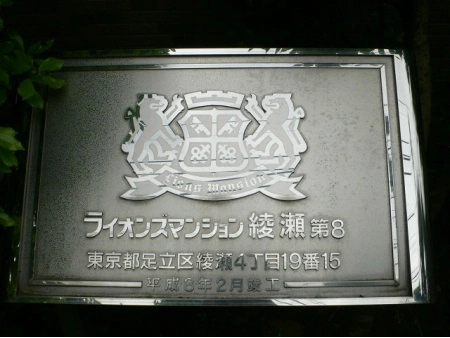 Lions Mansion
ライオンズマンション綾瀬第8
東京都足立区綾瀬4丁目19番15
平成6年2月竣工